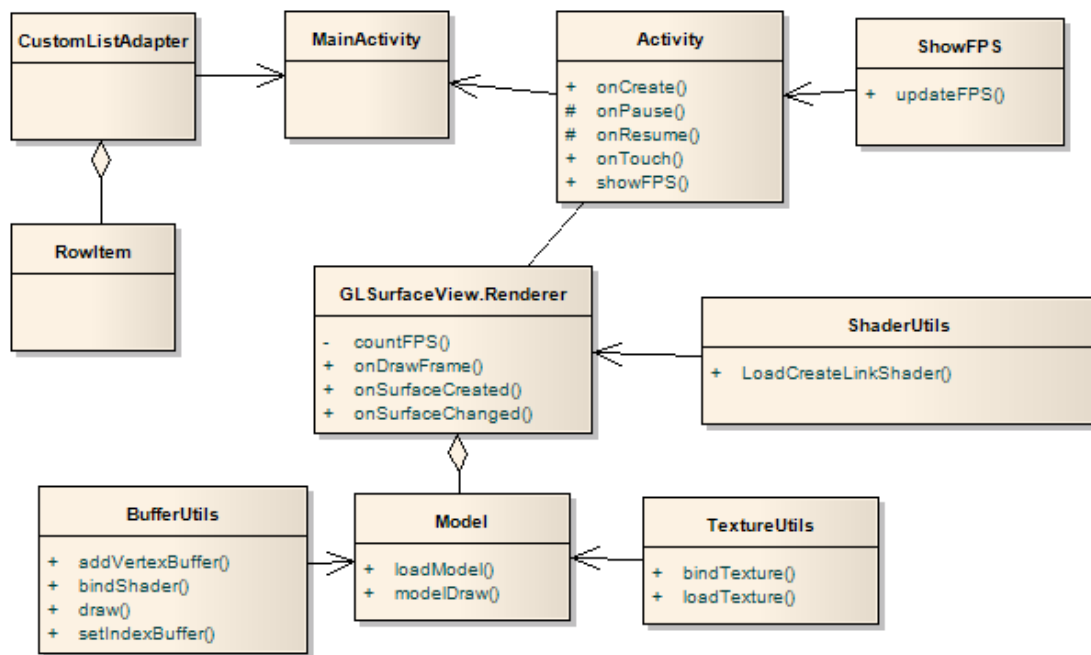 CustomListAdapter
MainActivity
Activity
+ onCreate()
# onPause()
# onResume()
+ onTouch()
+ showFPS()
ShowFPS
+ updateFPS()
RowItem
GLSurfaceView.Renderer
- countFPS()
+ onDrawFrame()
+ onSurfaceCreated()
+ onSurfaceChanged()
ShaderUtils
+ LoadCreateLinkShader()
BufferUtils
+ addVertexBuffer()
+ bindShader()
+ draw()
+ setIndexBuffer()
Model
+ loadModel()
+ modelDraw()
TextureUtils
+ bindTexture()
+ loadTexture()